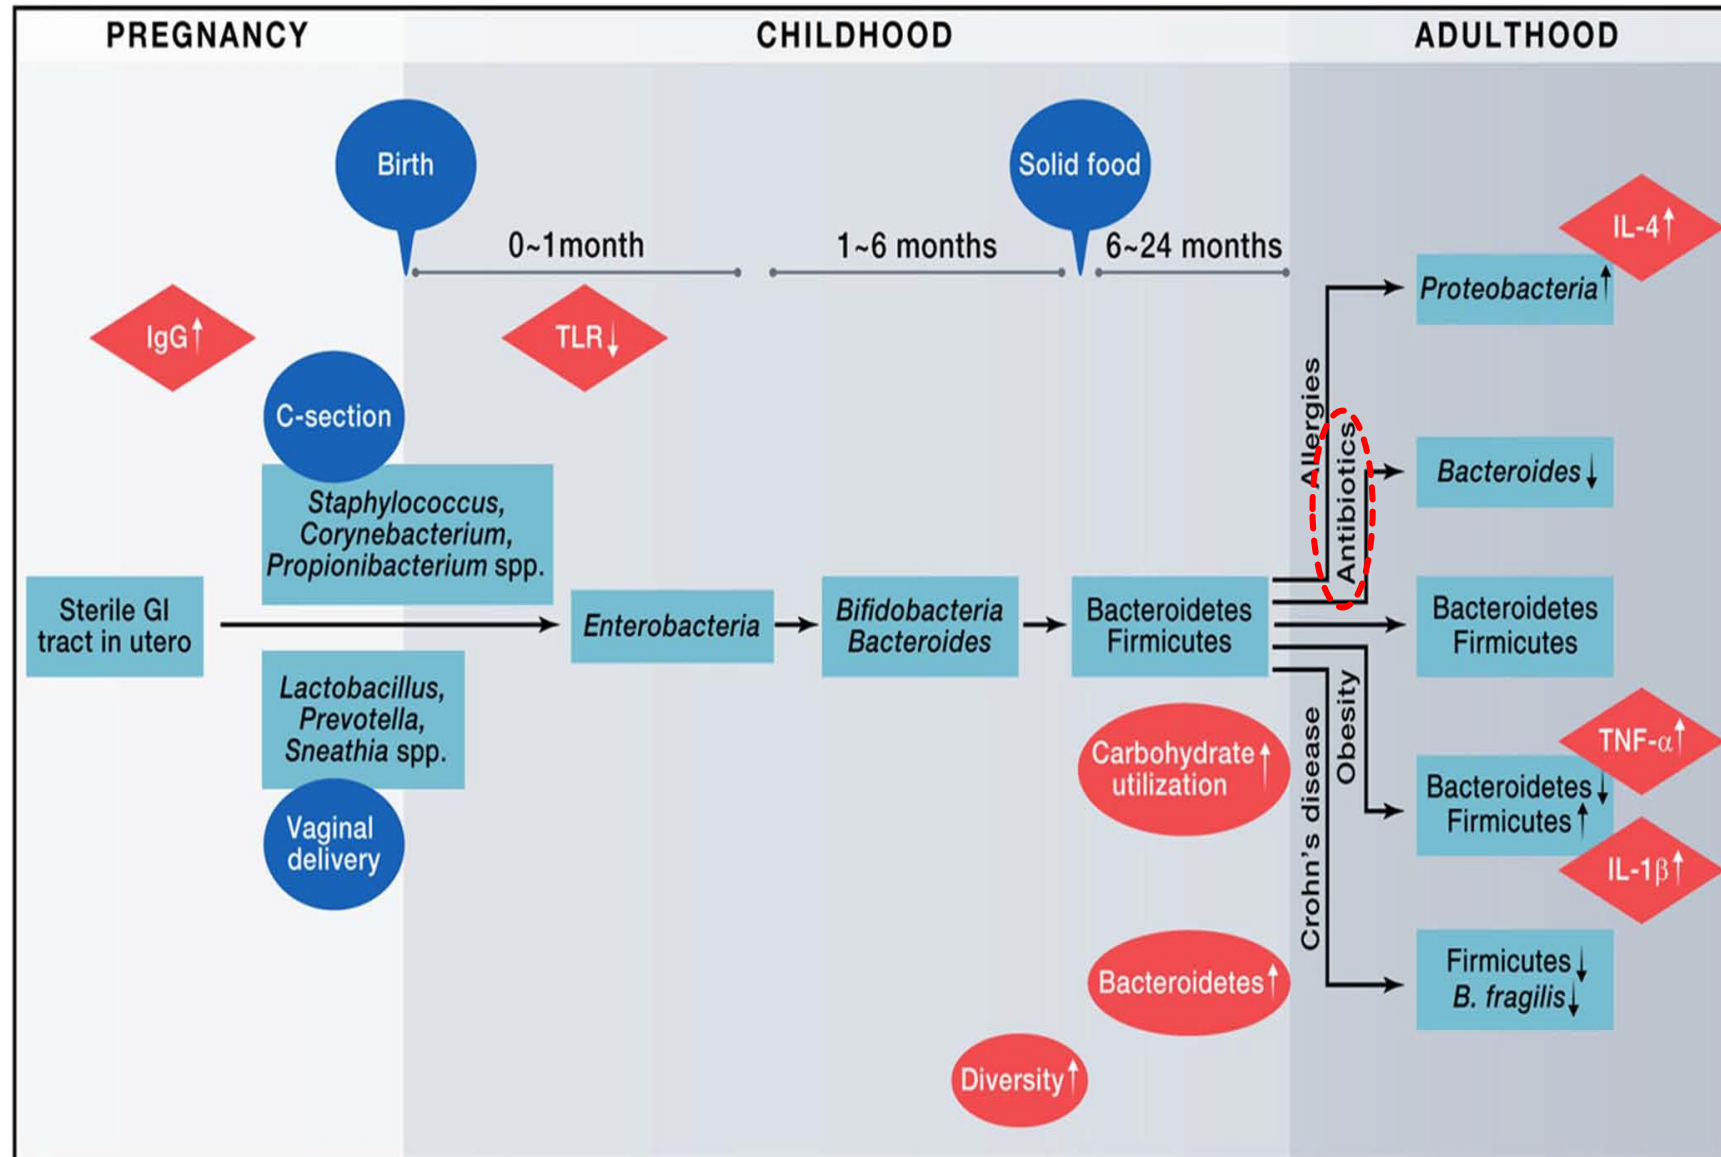 PREGNANCY
CHILDHOOD
ADULTHOOD
Birth
Solid food
0~1month
1~6 months
6~24 months
IgG↑
TLR↓
IL-4↑
Proteobacteria↑
C-section
Staphylococcus,
Corynebacterium,
Propionibacterium spp.
Allergies
Antibiotics
Bacteroides↓
Sterile GI
tract in utero
Enterobacteria
Bifidobacteria
Bacteroides
Bacteroidetes
Firmicutes
Bacteroidetes
Firmicutes
Lactobacillus,
Prevotella,
Sneathia spp.
Vaginal
delivery
Carbohydrate↑
utilization
Crohn's disease
Obesity
TNF-α↑
Bacteroidetes↓
Firmicutes↑
IL-1β↑
Bacteroidetes↑
Firmicutes↓
B. fragilis↓
Diversity↑